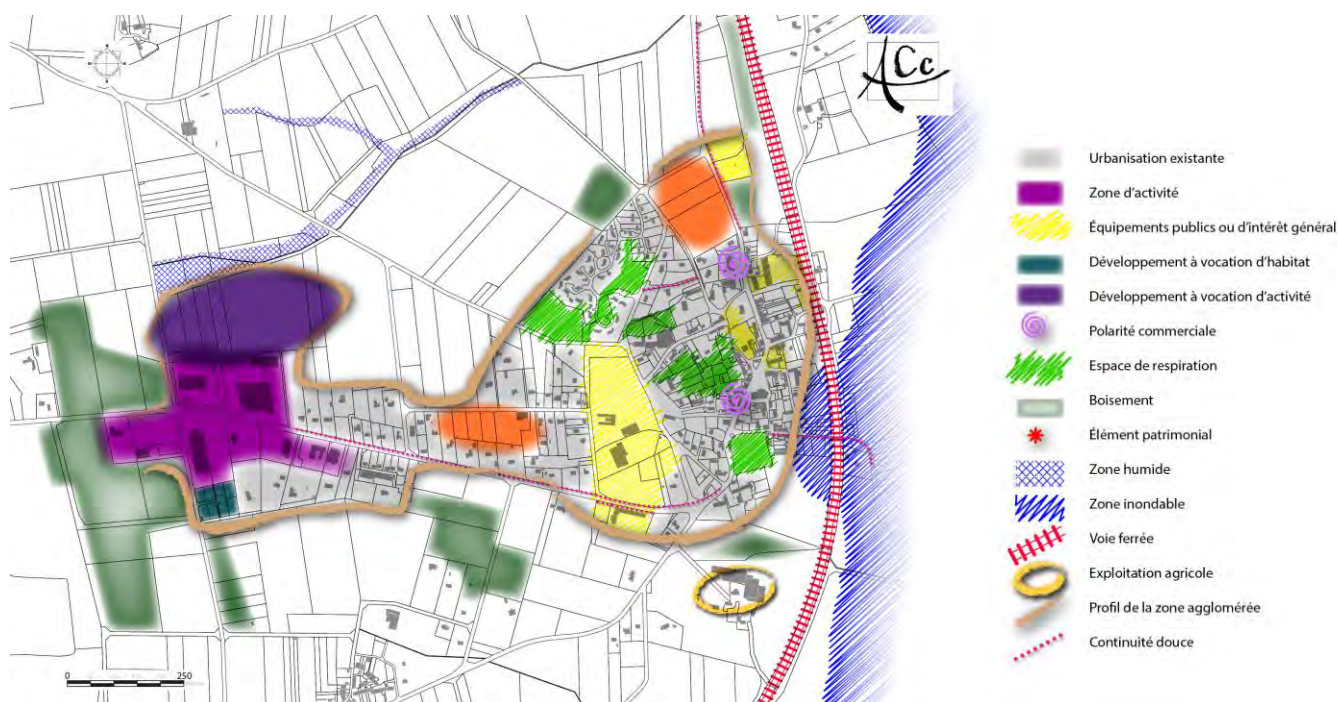 ACc
Urbanisation existante
Zone d'activité
Équipements publics ou d'intérêt général
Développement à vocation d'habitat
Développement à vocation d'activité
Polarité commerciale
Espace de respiration
Boisement
Élément patrimonial
Zone humide
Zone inondable
Voie ferrée
Exploitation agricole
Profil de la zone agglomérée
Continuité douce
0 250